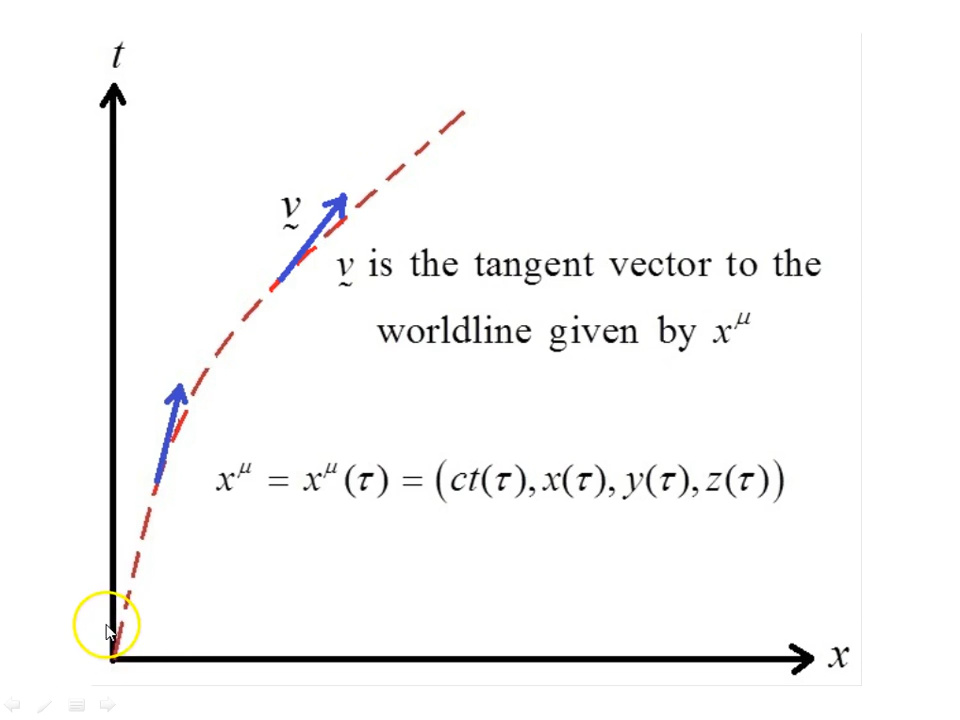 t
v
v is the tangent vector to the
worldline given by x^μ
x^μ = x^μ(τ) = (ct(τ), x(τ), y(τ), z(τ))
x